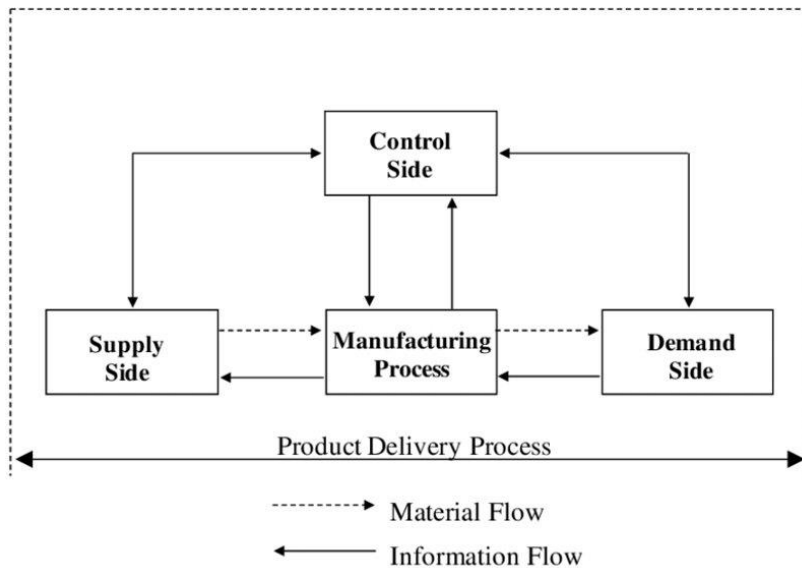 Control
Side
Supply
Side
Manufacturing
Process
Demand
Side
Product Delivery Process
Material Flow
Information Flow